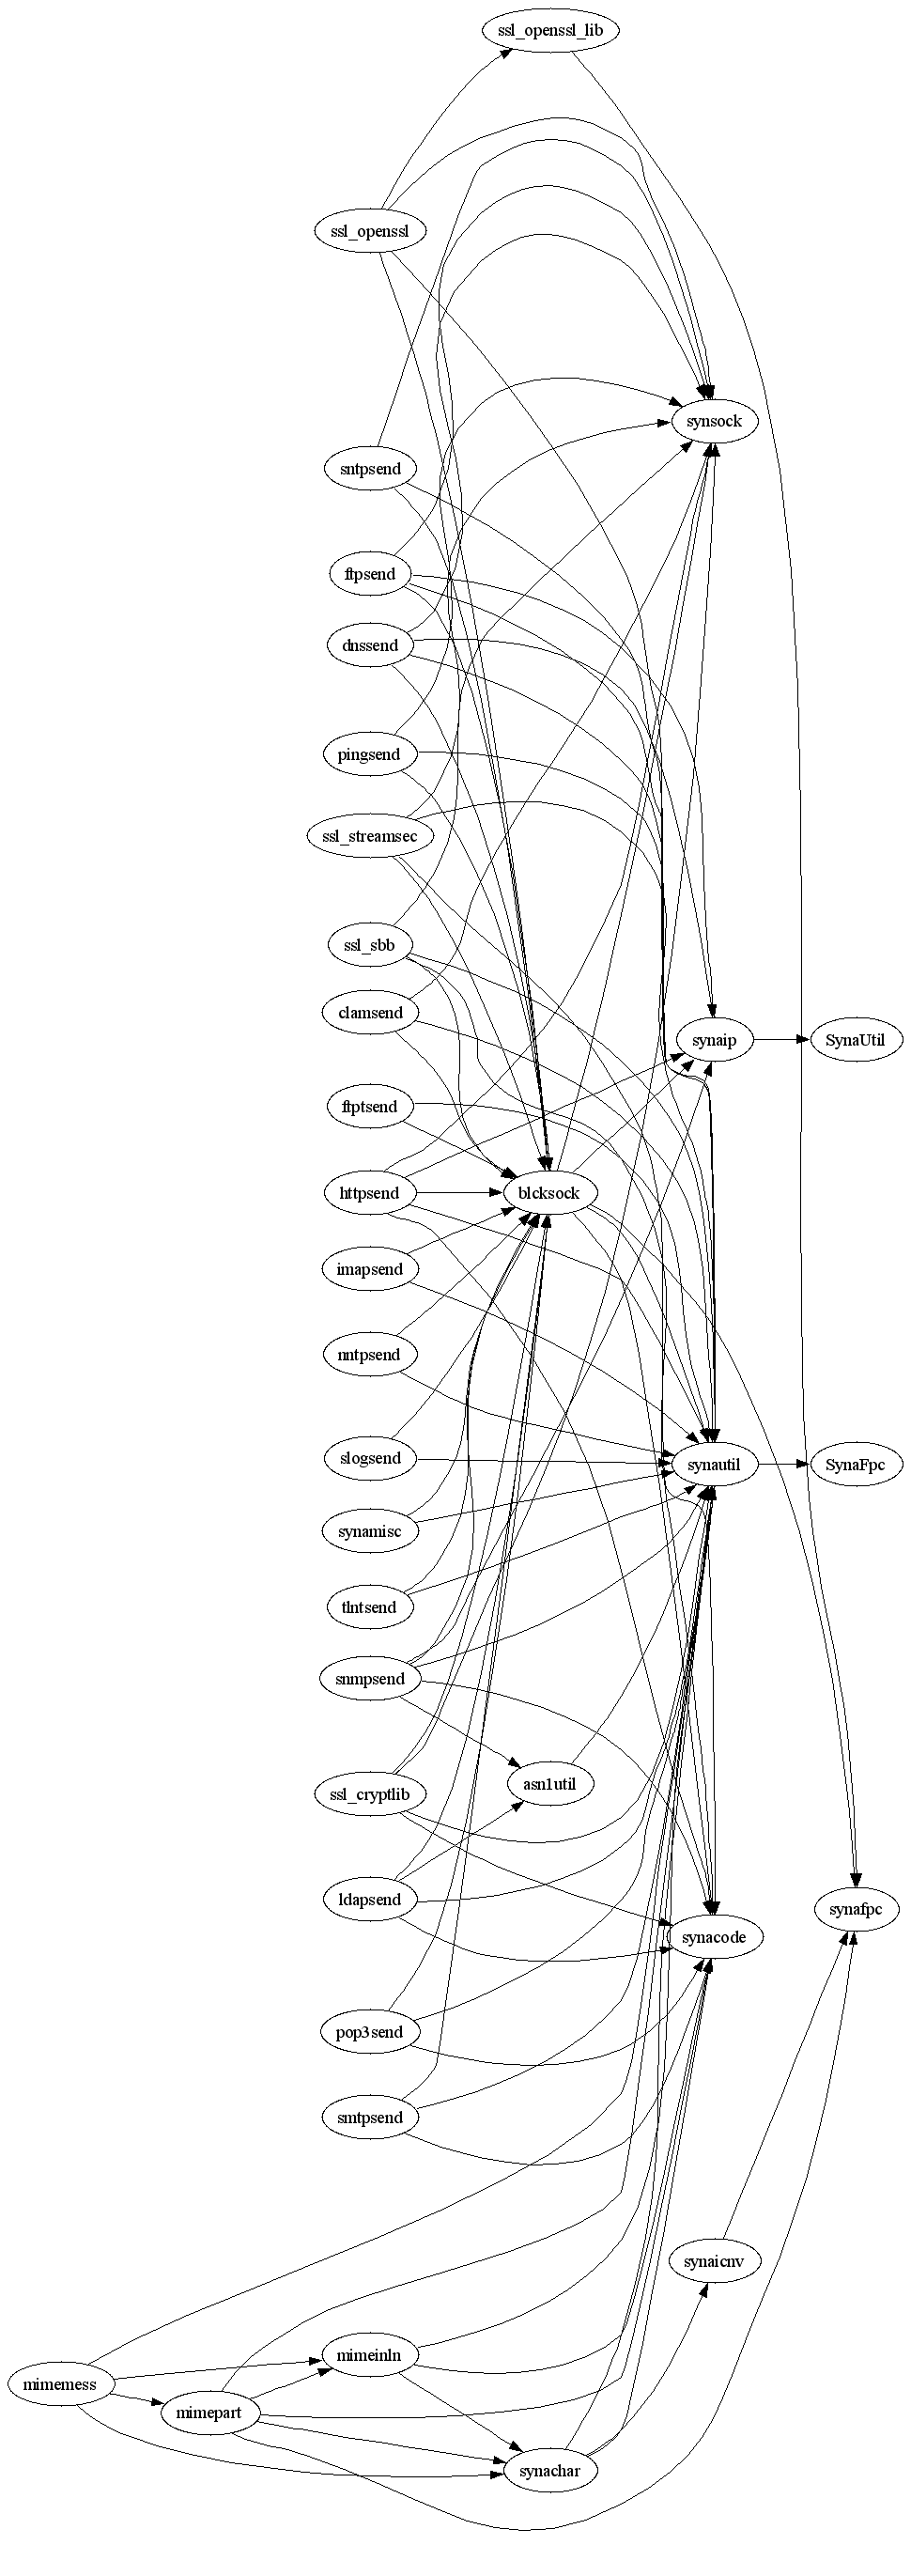 ssl_openssl_lib
ssl_openssl
synsock
sntpsend
ftpsend
dnssend
pingsend
ssl_streamsec
ssl_sbb
clamsend
synaip
SynaUtil
ftptsend
httpsend
blcksock
imapsend
nntpsend
slogsend
synautil
SynaFpc
synamisc
tlntsend
snmpsend
asn1util
ssl_cryptlib
ldapsend
synafpc
synacode
pop3send
smtpsend
synaicnv
mimeinln
mimemess
mimepart
synachar